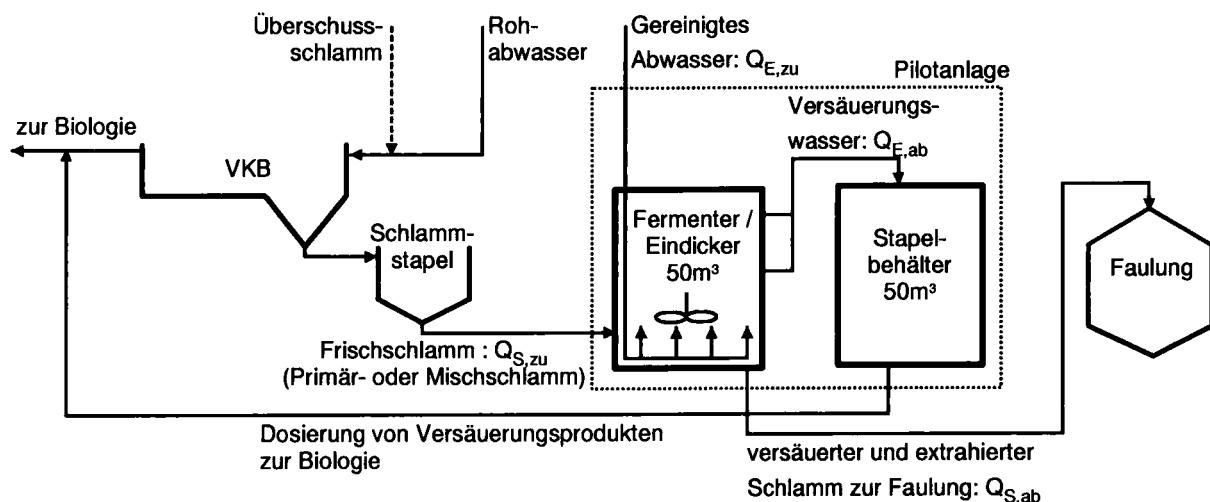 Überschuss-
schlamm
Roh-
abwasser
Gereinigtes
Abwasser: Q_E,zu
Pilotanlage
zur Biologie
VKB
Versäuerungs-
wasser: Q_E,ab
Schlamm-
stapel
Fermenter /
Eindicker
50m³
Stapel-
behälter
50m³
Faulung
Frischschlamm : Q_S,zu
(Primär- oder Mischschlamm)
Dosierung von Versäuerungsprodukten
zur Biologie
versäuerter und extrahierter
Schlamm zur Faulung: Q_S,ab